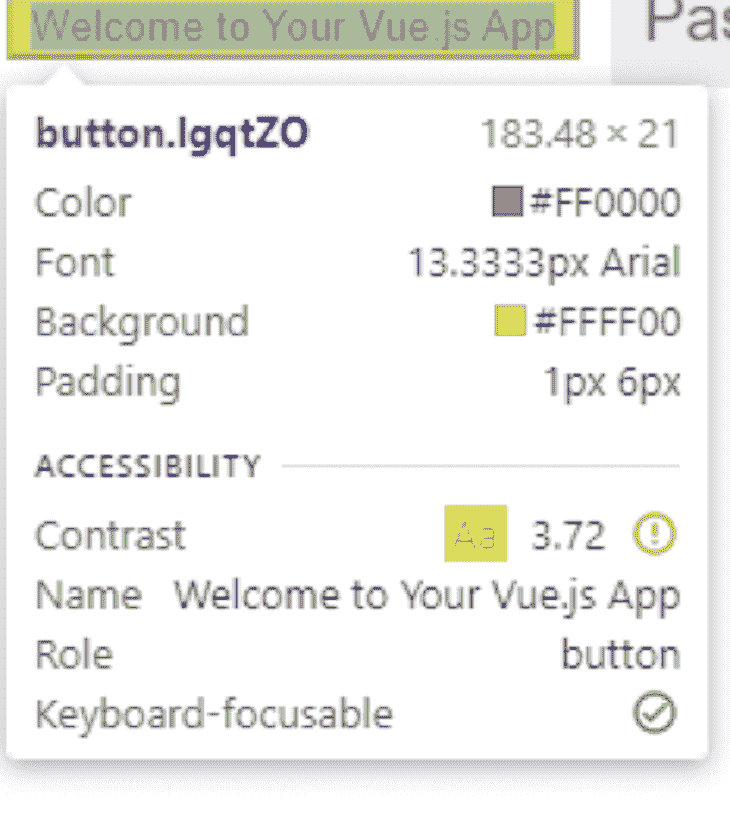 Welcome to Your Vue.js App
Pas
button.lgqtZO
183.48 × 21
Color #FF0000
Font 13.3333px Arial
Background #FFFF00
Padding 1px 6px
ACCESSIBILITY
Contrast Aa 3.72
Name Welcome to Your Vue.js App
Role button
Keyboard-focusable